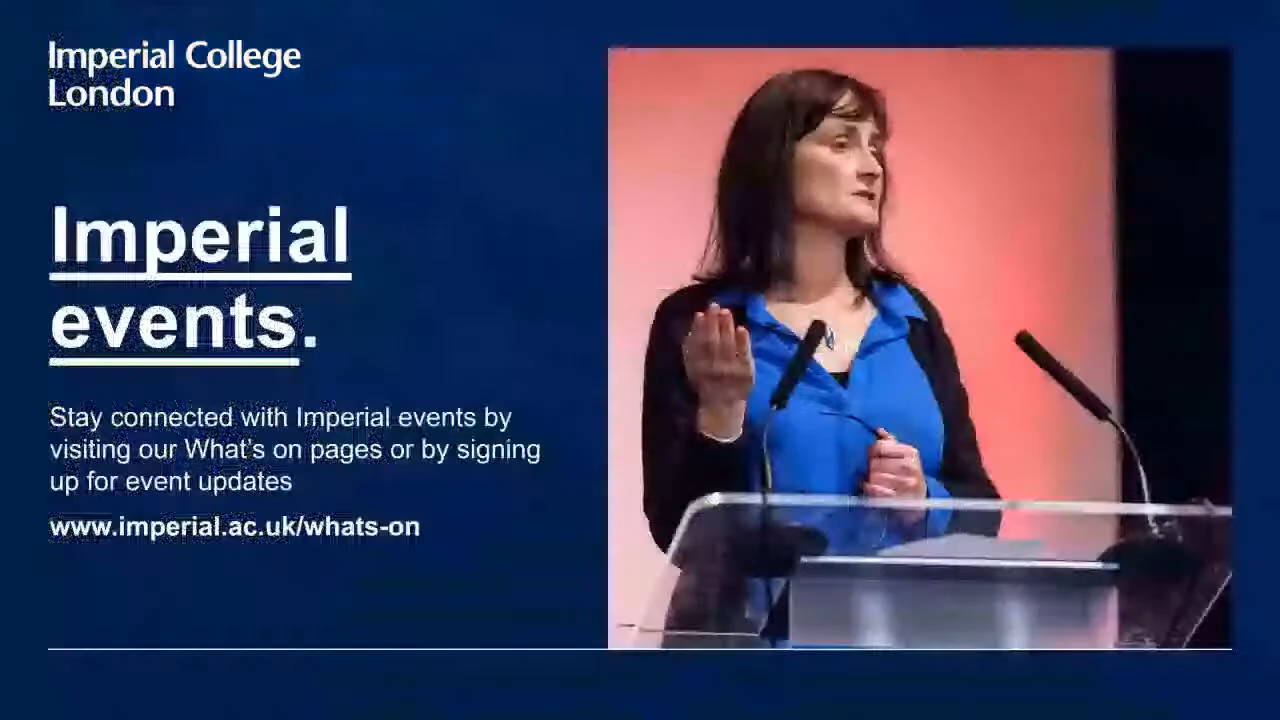 Imperial College
London
Imperial
events.
Stay connected with Imperial events by
visiting our What's on pages or by signing
up for event updates
www.imperial.ac.uk/whats-on